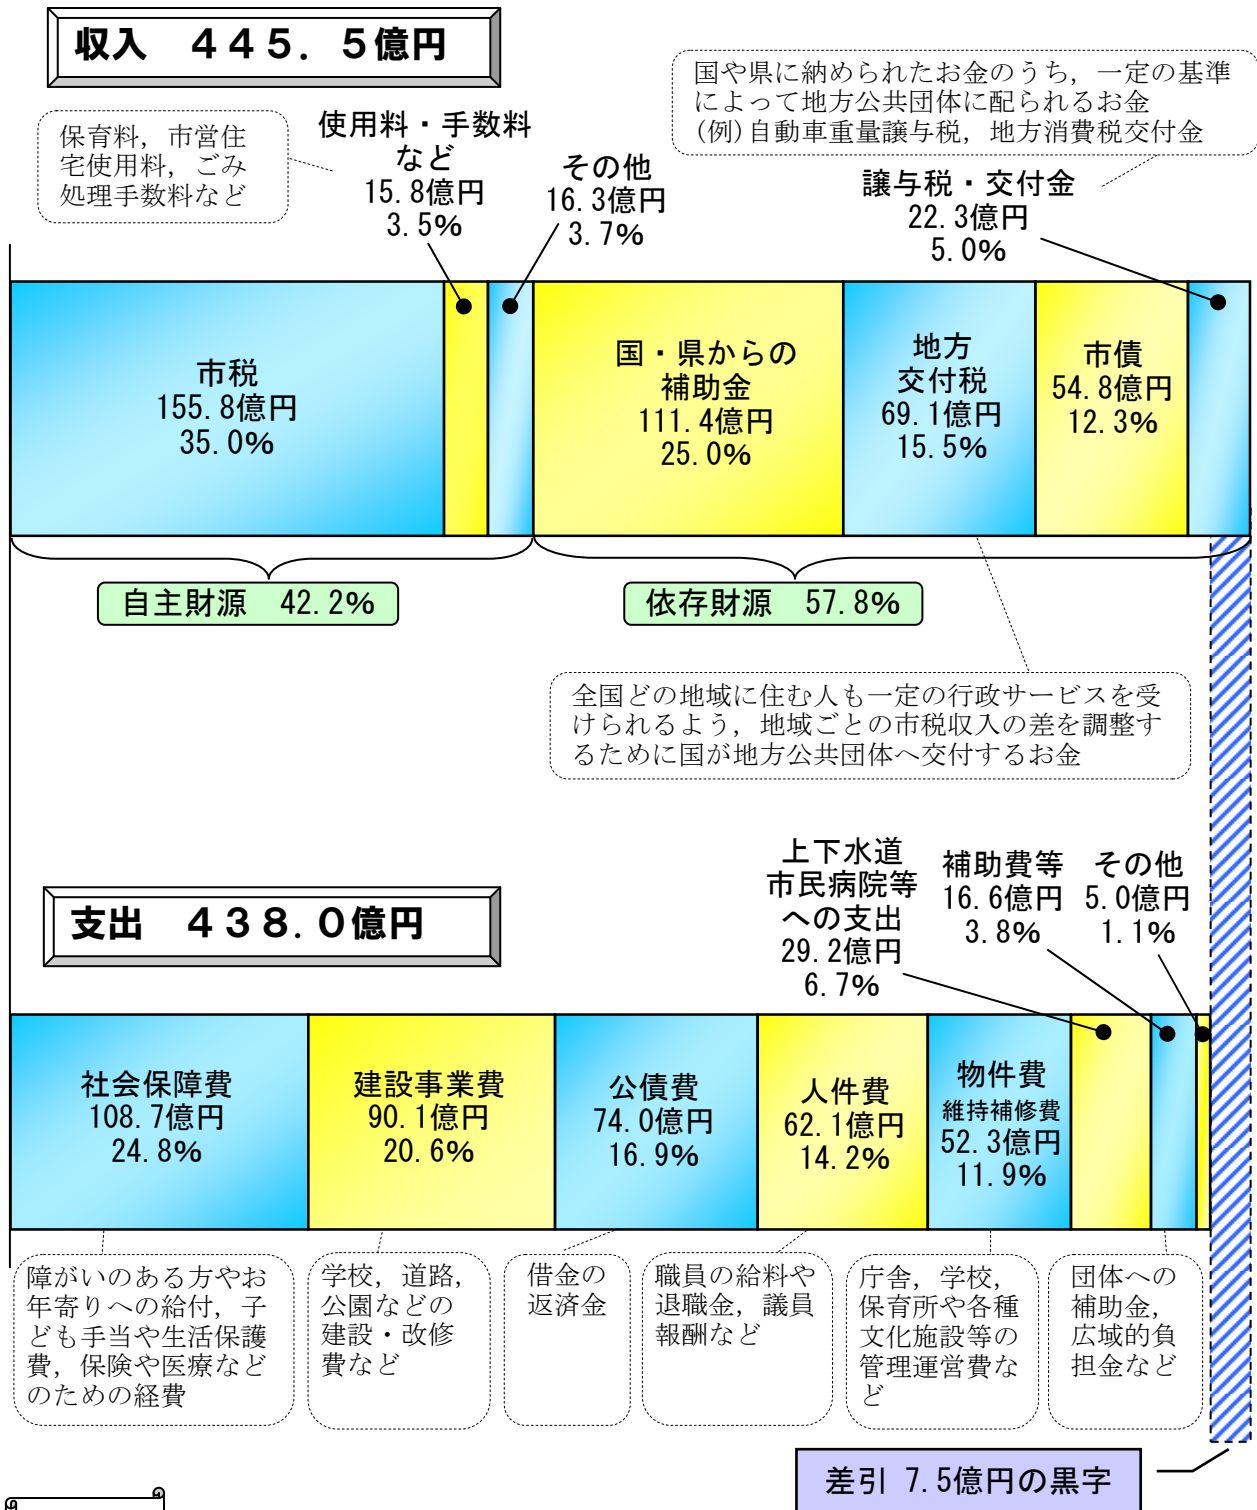 収入　４４５．５億円
国や県に納められたお金のうち，一定の基準
によって地方公共団体に配られるお金
(例)自動車重量譲与税，地方消費税交付金
保育料，市営住
宅使用料，ごみ
処理手数料など
使用料・手数料
など
15.8億円
3.5%
その他
16.3億円
3.7%
譲与税・交付金
22.3億円
5.0%
市税
155.8億円
35.0%
国・県からの
補助金
111.4億円
25.0%
地方
交付税
69.1億円
15.5%
市債
54.8億円
12.3%
自主財源　42.2%
依存財源　57.8%
全国どの地域に住む人も一定の行政サービスを受
けられるよう，地域ごとの市税収入の差を調整す
るために国が地方公共団体へ交付するお金
支出　４３８．０億円
上下水道
市民病院等
への支出
29.2億円
6.7%
補助費等
16.6億円
3.8%
その他
5.0億円
1.1%
社会保障費
108.7億円
24.8%
建設事業費
90.1億円
20.6%
公債費
74.0億円
16.9%
人件費
62.1億円
14.2%
物件費
維持補修費
52.3億円
11.9%
障がいのある方やお
年寄りへの給付，子
ども手当や生活保護
費，保険や医療など
のための経費
学校，道路，
公園などの
建設・改修
費など
借金の
返済金
職員の給料や
退職金，議員
報酬など
庁舎，学校，
保育所や各種
文化施設等の
管理運営費な
ど
団体への
補助金，
広域的負
担金など
差引 7.5億円の黒字